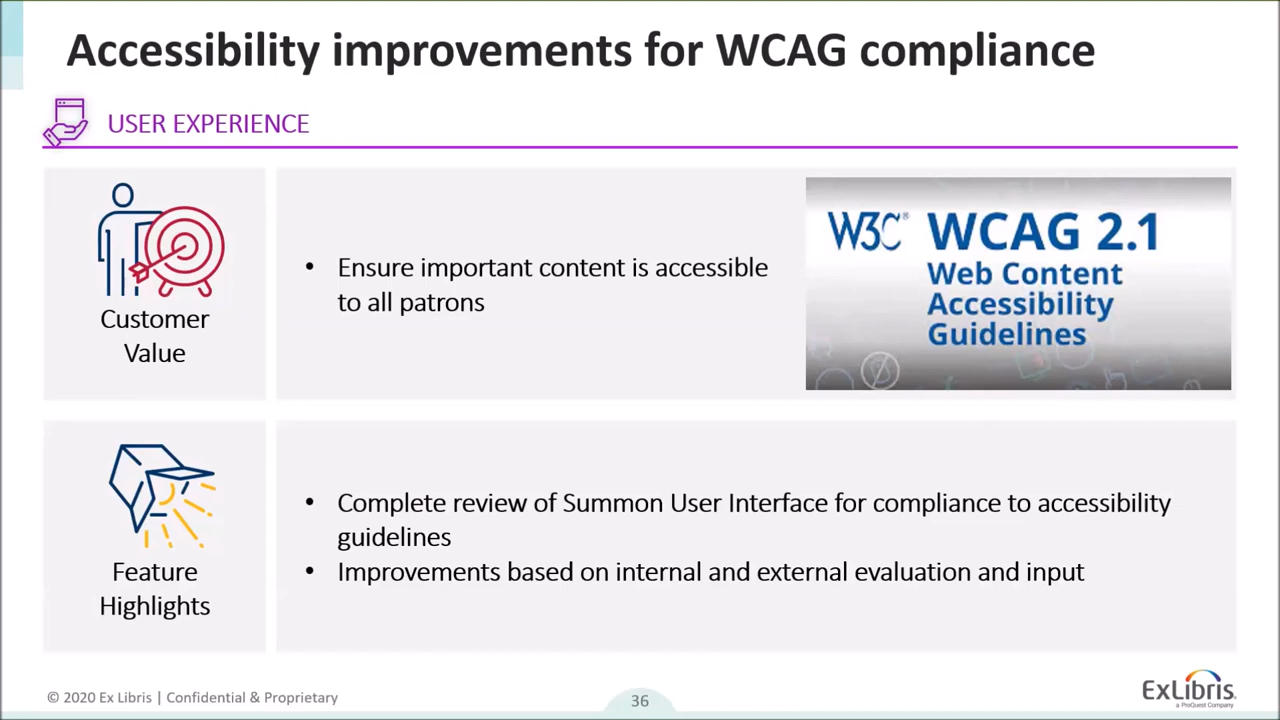 Accessibility improvements for WCAG compliance
USER EXPERIENCE
Customer
Value
• Ensure important content is accessible
to all patrons
W3C®
WCAG 2.1
Web Content
Accessibility
Guidelines
Feature
Highlights
• Complete review of Summon User Interface for compliance to accessibility
guidelines
• Improvements based on internal and external evaluation and input
© 2020 Ex Libris | Confidential & Proprietary
36
ExLibris
a ProQuest Company